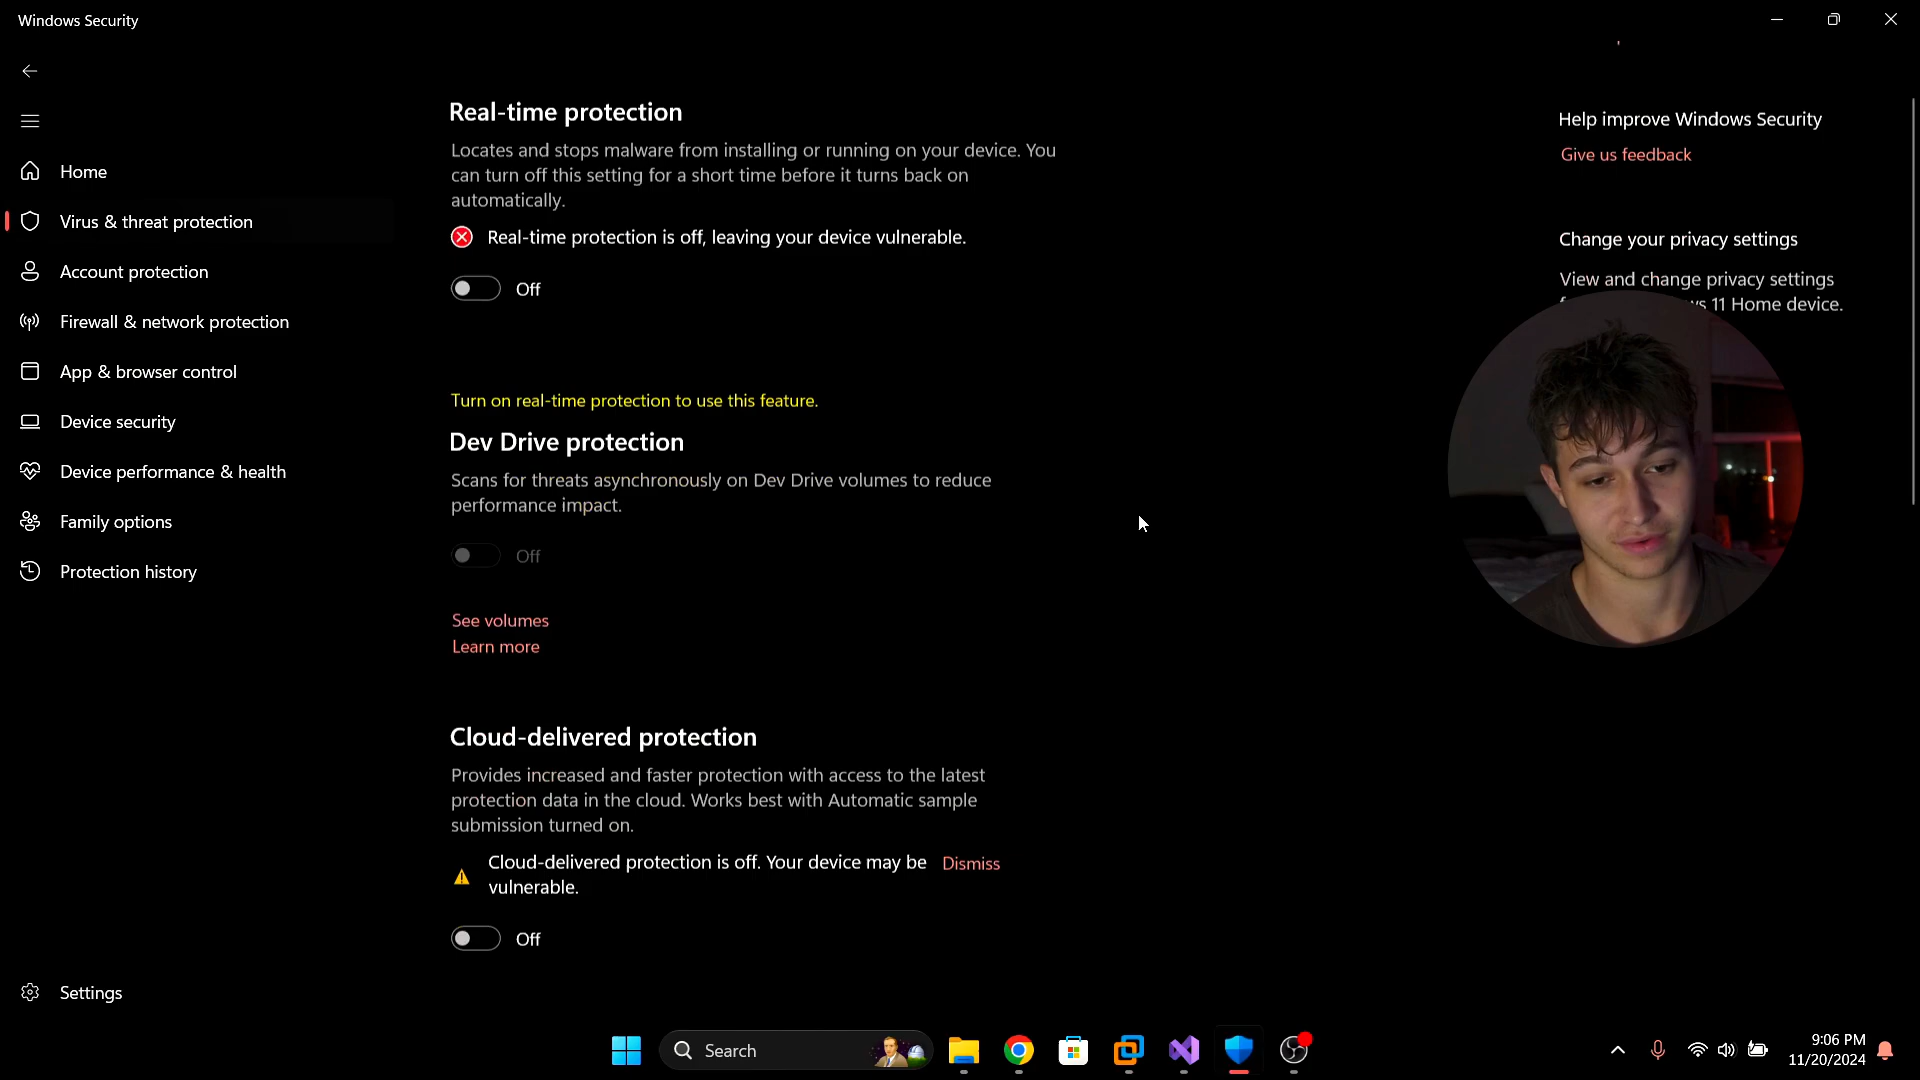 Windows Security
Home
Virus & threat protection
Account protection
Firewall & network protection
App & browser control
Device security
Device performance & health
Family options
Protection history
Settings
Real-time protection
Locates and stops malware from installing or running on your device. You
can turn off this setting for a short time before it turns back on
automatically.
Real-time protection is off, leaving your device vulnerable.
Off
Turn on real-time protection to use this feature.
Dev Drive protection
Scans for threats asynchronously on Dev Drive volumes to reduce
performance impact.
Off
See volumes
Learn more
Cloud-delivered protection
Provides increased and faster protection with access to the latest
protection data in the cloud. Works best with Automatic sample
submission turned on.
Cloud-delivered protection is off. Your device may be
vulnerable.
Dismiss
Off
Help improve Windows Security
Give us feedback
Change your privacy settings
View and change privacy settings
11 Home device.
Search
9:06 PM
11/20/2024